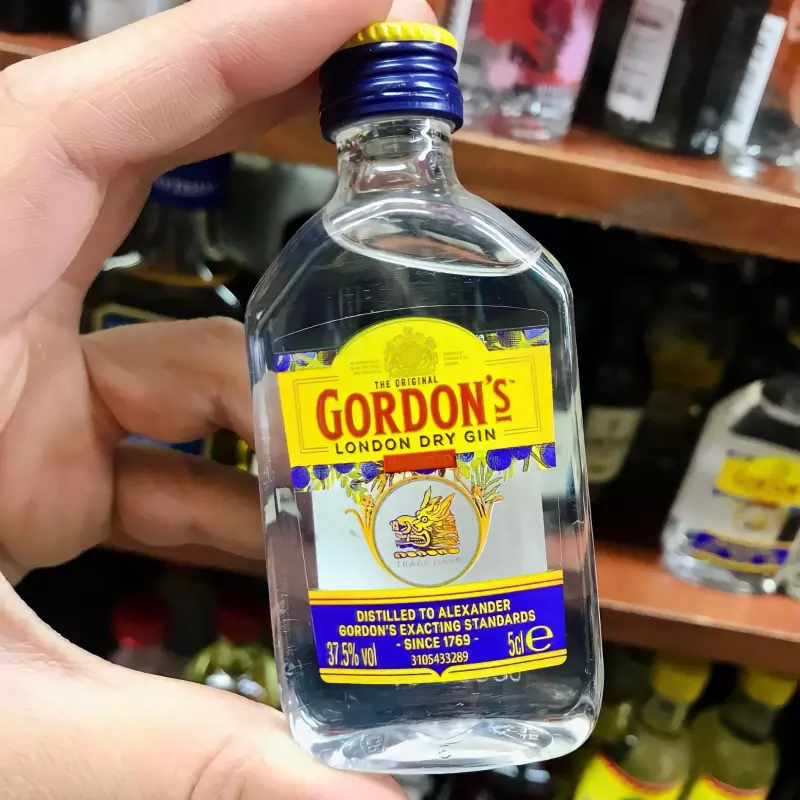 THE ORIGINAL
GORDON'S™
LONDON DRY GIN
TRADE MARK
DISTILLED TO ALEXANDER
GORDON'S EXACTING STANDARDS
- SINCE 1769 -
37.5% vol 3105433289 5cl e